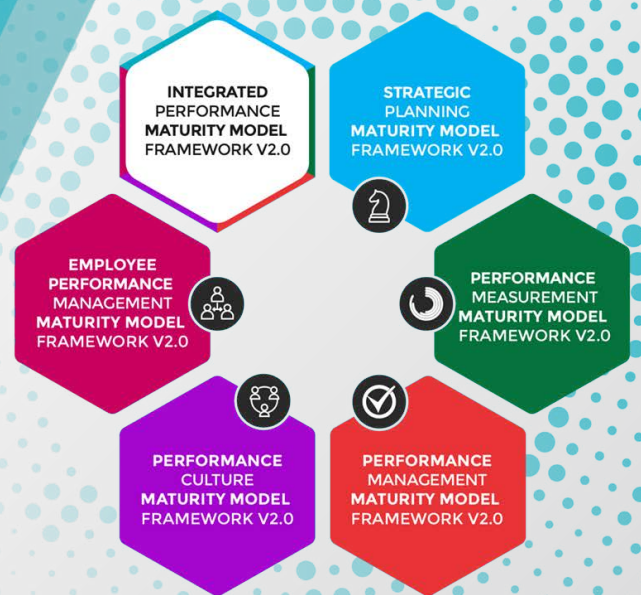 INTEGRATED
PERFORMANCE
MATURITY MODEL
FRAMEWORK V2.0
STRATEGIC
PLANNING
MATURITY MODEL
FRAMEWORK V2.0
EMPLOYEE
PERFORMANCE
MANAGEMENT
MATURITY MODEL
FRAMEWORK V2.0
PERFORMANCE
MEASUREMENT
MATURITY MODEL
FRAMEWORK V2.0
PERFORMANCE
CULTURE
MATURITY MODEL
FRAMEWORK V2.0
PERFORMANCE
MANAGEMENT
MATURITY MODEL
FRAMEWORK V2.0